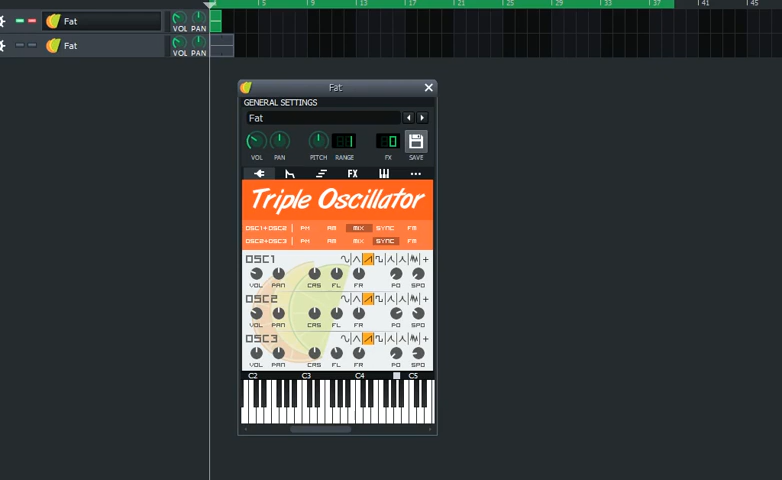 5 9 13 17 21 25 29 33 37 41 45
Fat
VOL PAN
Fat
VOL PAN
Fat
GENERAL SETTINGS
Fat
1 0
VOL PAN PITCH RANGE FX SAVE
FX
Triple Oscillator
OSC1+OSC2 PM AM MIX SYNC FM
OSC2+OSC3 PM AM MIX SYNC FM
OSC1
VOL PAN CRS FL FR PO SPD
OSC2
VOL PAN CRS FL FR PO SPD
OSC3
VOL PAN CRS FL FR PO SPD
C2 C3 C4 C5